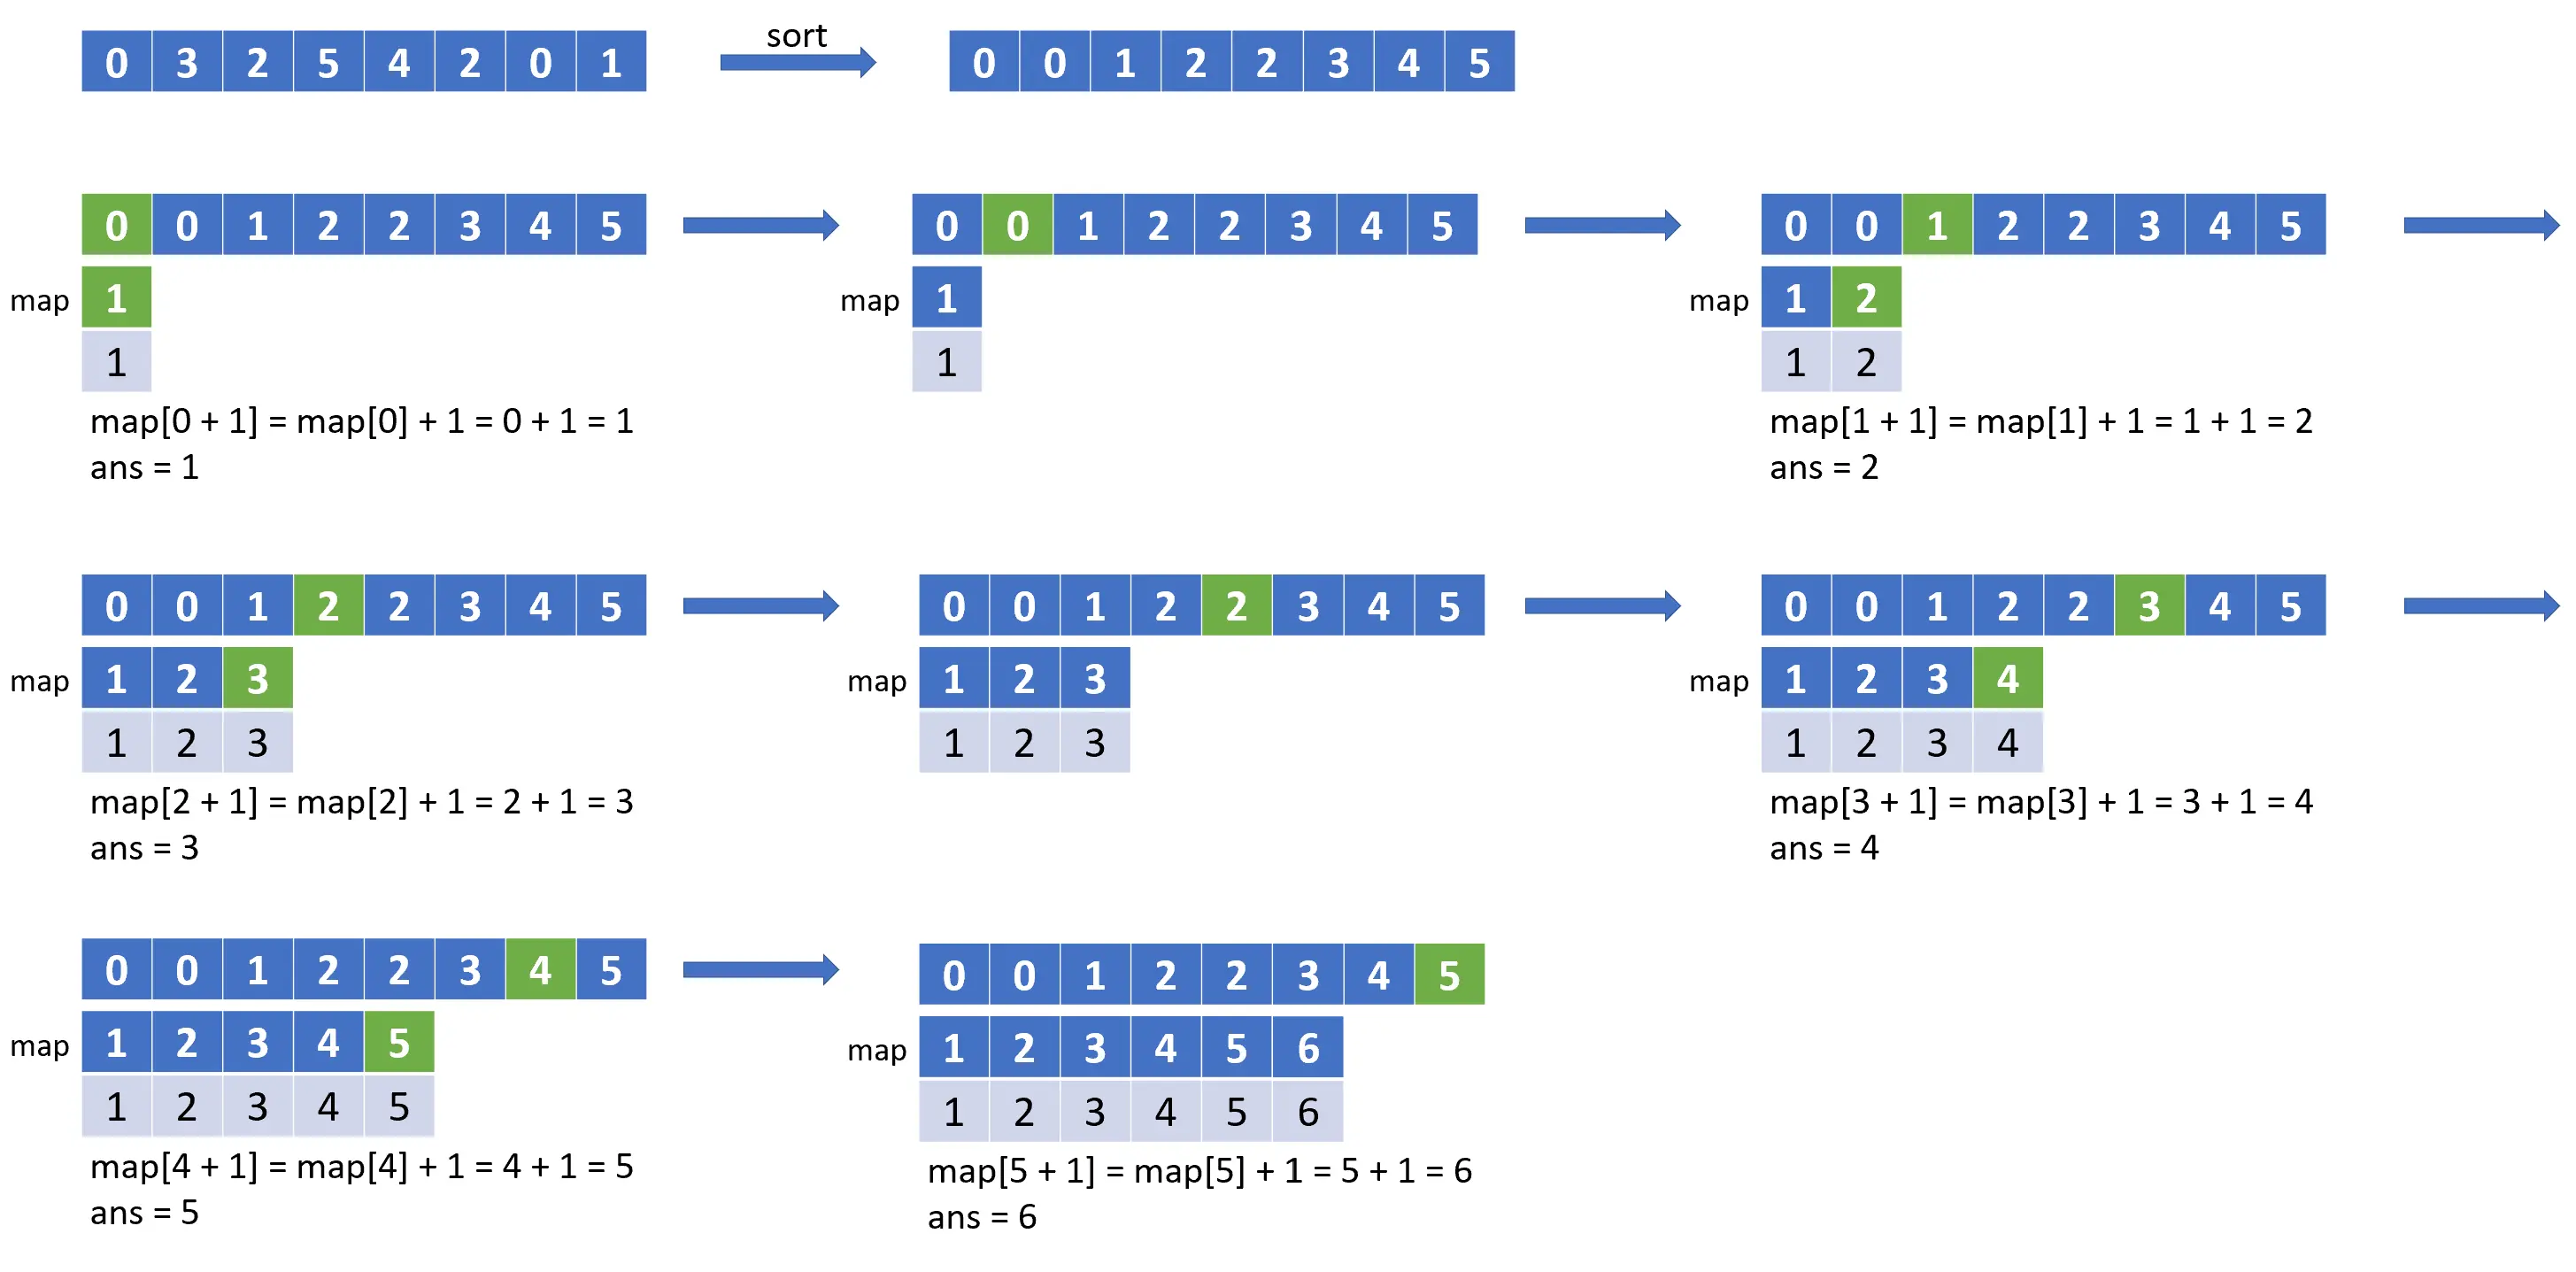 0 3 2 5 4 2 0 1
sort
0 0 1 2 2 3 4 5
0 0 1 2 2 3 4 5
map 1
1
map[0 + 1] = map[0] + 1 = 0 + 1 = 1
ans = 1
0 0 1 2 2 3 4 5
map 1
1
0 0 1 2 2 3 4 5
map 1 2
1 2
map[1 + 1] = map[1] + 1 = 1 + 1 = 2
ans = 2
0 0 1 2 2 3 4 5
map 1 2 3
1 2 3
map[2 + 1] = map[2] + 1 = 2 + 1 = 3
ans = 3
0 0 1 2 2 3 4 5
map 1 2 3
1 2 3
0 0 1 2 2 3 4 5
map 1 2 3 4
1 2 3 4
map[3 + 1] = map[3] + 1 = 3 + 1 = 4
ans = 4
0 0 1 2 2 3 4 5
map 1 2 3 4 5
1 2 3 4 5
map[4 + 1] = map[4] + 1 = 4 + 1 = 5
ans = 5
0 0 1 2 2 3 4 5
map 1 2 3 4 5 6
1 2 3 4 5 6
map[5 + 1] = map[5] + 1 = 5 + 1 = 6
ans = 6